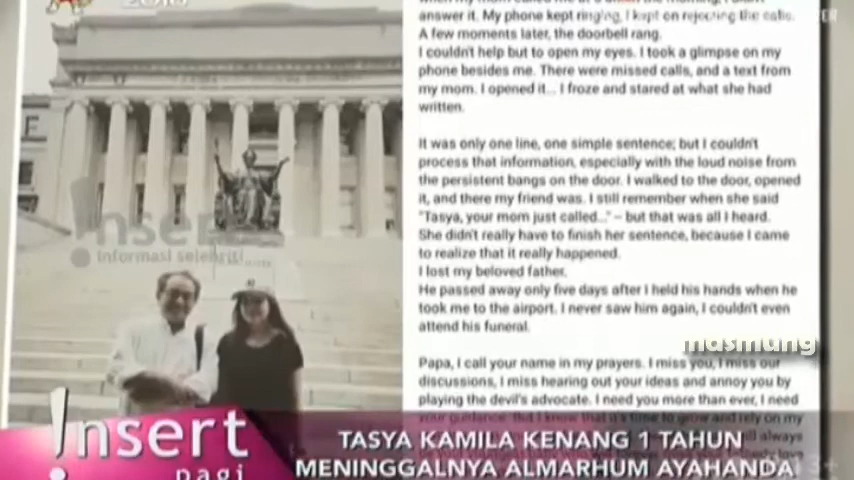 answer it. My phone kept ringing, I kept on rejecting the calls.
A few moments later, the doorbell rang.
I couldn't help but to open my eyes. I took a glimpse on my
phone besides me. There were missed calls, and a text from
my mom. I opened it... I froze and stared at what she had
written.
It was only one line, one simple sentence; but I couldn't
process that information, especially with the loud noise from
the persistent bangs on the door. I walked to the door, opened
it, and there my friend was. I still remember when she said
"Tasya, your mom just called..." – but that was all I heard.
She didn't really have to finish her sentence, because I came
to realize that it really happened.
I lost my beloved father.
He passed away only five days after I held his hands when he
took me to the airport. I never saw him again, I couldn't even
attend his funeral.
Papa, I call your name in my prayers. I miss you, I miss our
discussions, I miss hearing out your ideas and annoy you by
playing the devil's advocate. I need you more than ever, I need
!nsert
informasi selebriti
masmung
!nsert
pagi
TASYA KAMILA KENANG 1 TAHUN
MENINGGALNYA ALMARHUM AYAHANDA